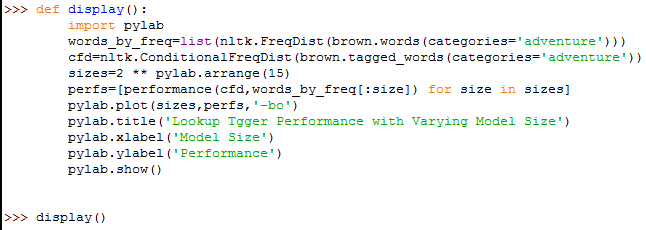 >>> def display():
        import pylab
        words_by_freq=list(nltk.FreqDist(brown.words(categories='adventure')))
        cfd=nltk.ConditionalFreqDist(brown.tagged_words(categories='adventure'))
        sizes=2 ** pylab.arrange(15)
        perfs=[performance(cfd,words_by_freq[:size]) for size in sizes]
        pylab.plot(sizes,perfs,'-bo')
        pylab.title('Lookup Tgger Performance with Varying Model Size')
        pylab.xlabel('Model Size')
        pylab.ylabel('Performance')
        pylab.show()
>>> display()